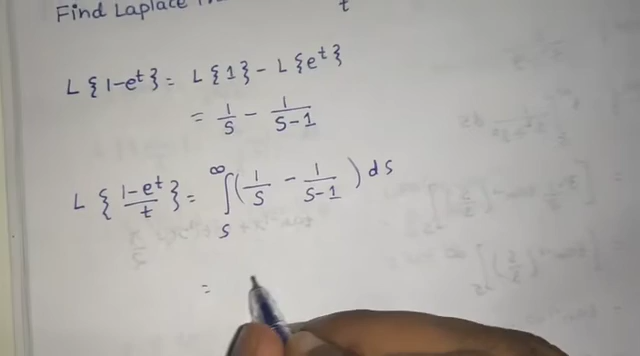 Find Laplace
t
L{1-e^t} = L{1} - L{e^t}
= 1/S - 1/(S-1)
L{(1-e^t)/t} = ∫_S^∞ (1/S - 1/(S-1)) ds
=